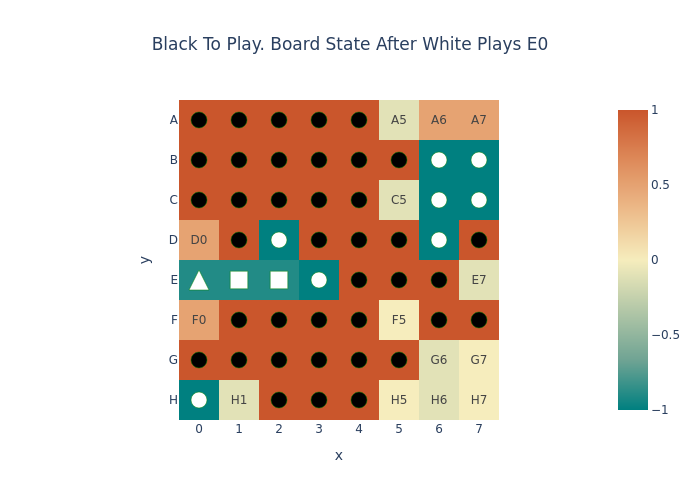 Black To Play. Board State After White Plays E0
A A5 A6 A7 1
B
C C5 0.5
D D0
y E E7 0
F F0 F5
G G6 G7 −0.5
H H1 H5 H6 H7 −1
0 1 2 3 4 5 6 7
x